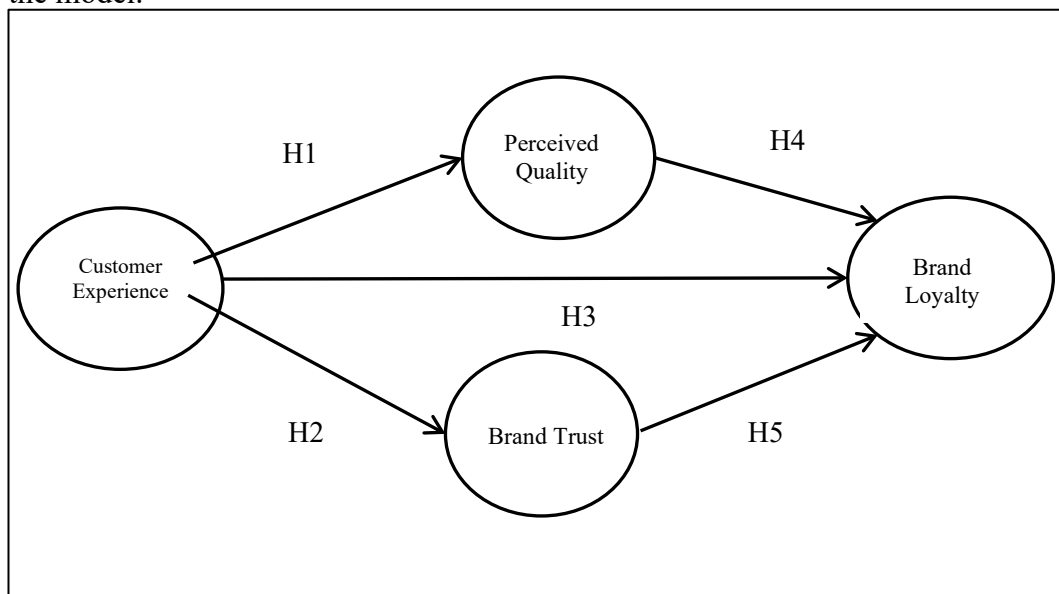 the model.
H1
Perceived
Quality
H4
Customer
Experience
Brand
Loyalty
H3
H2
Brand Trust
H5